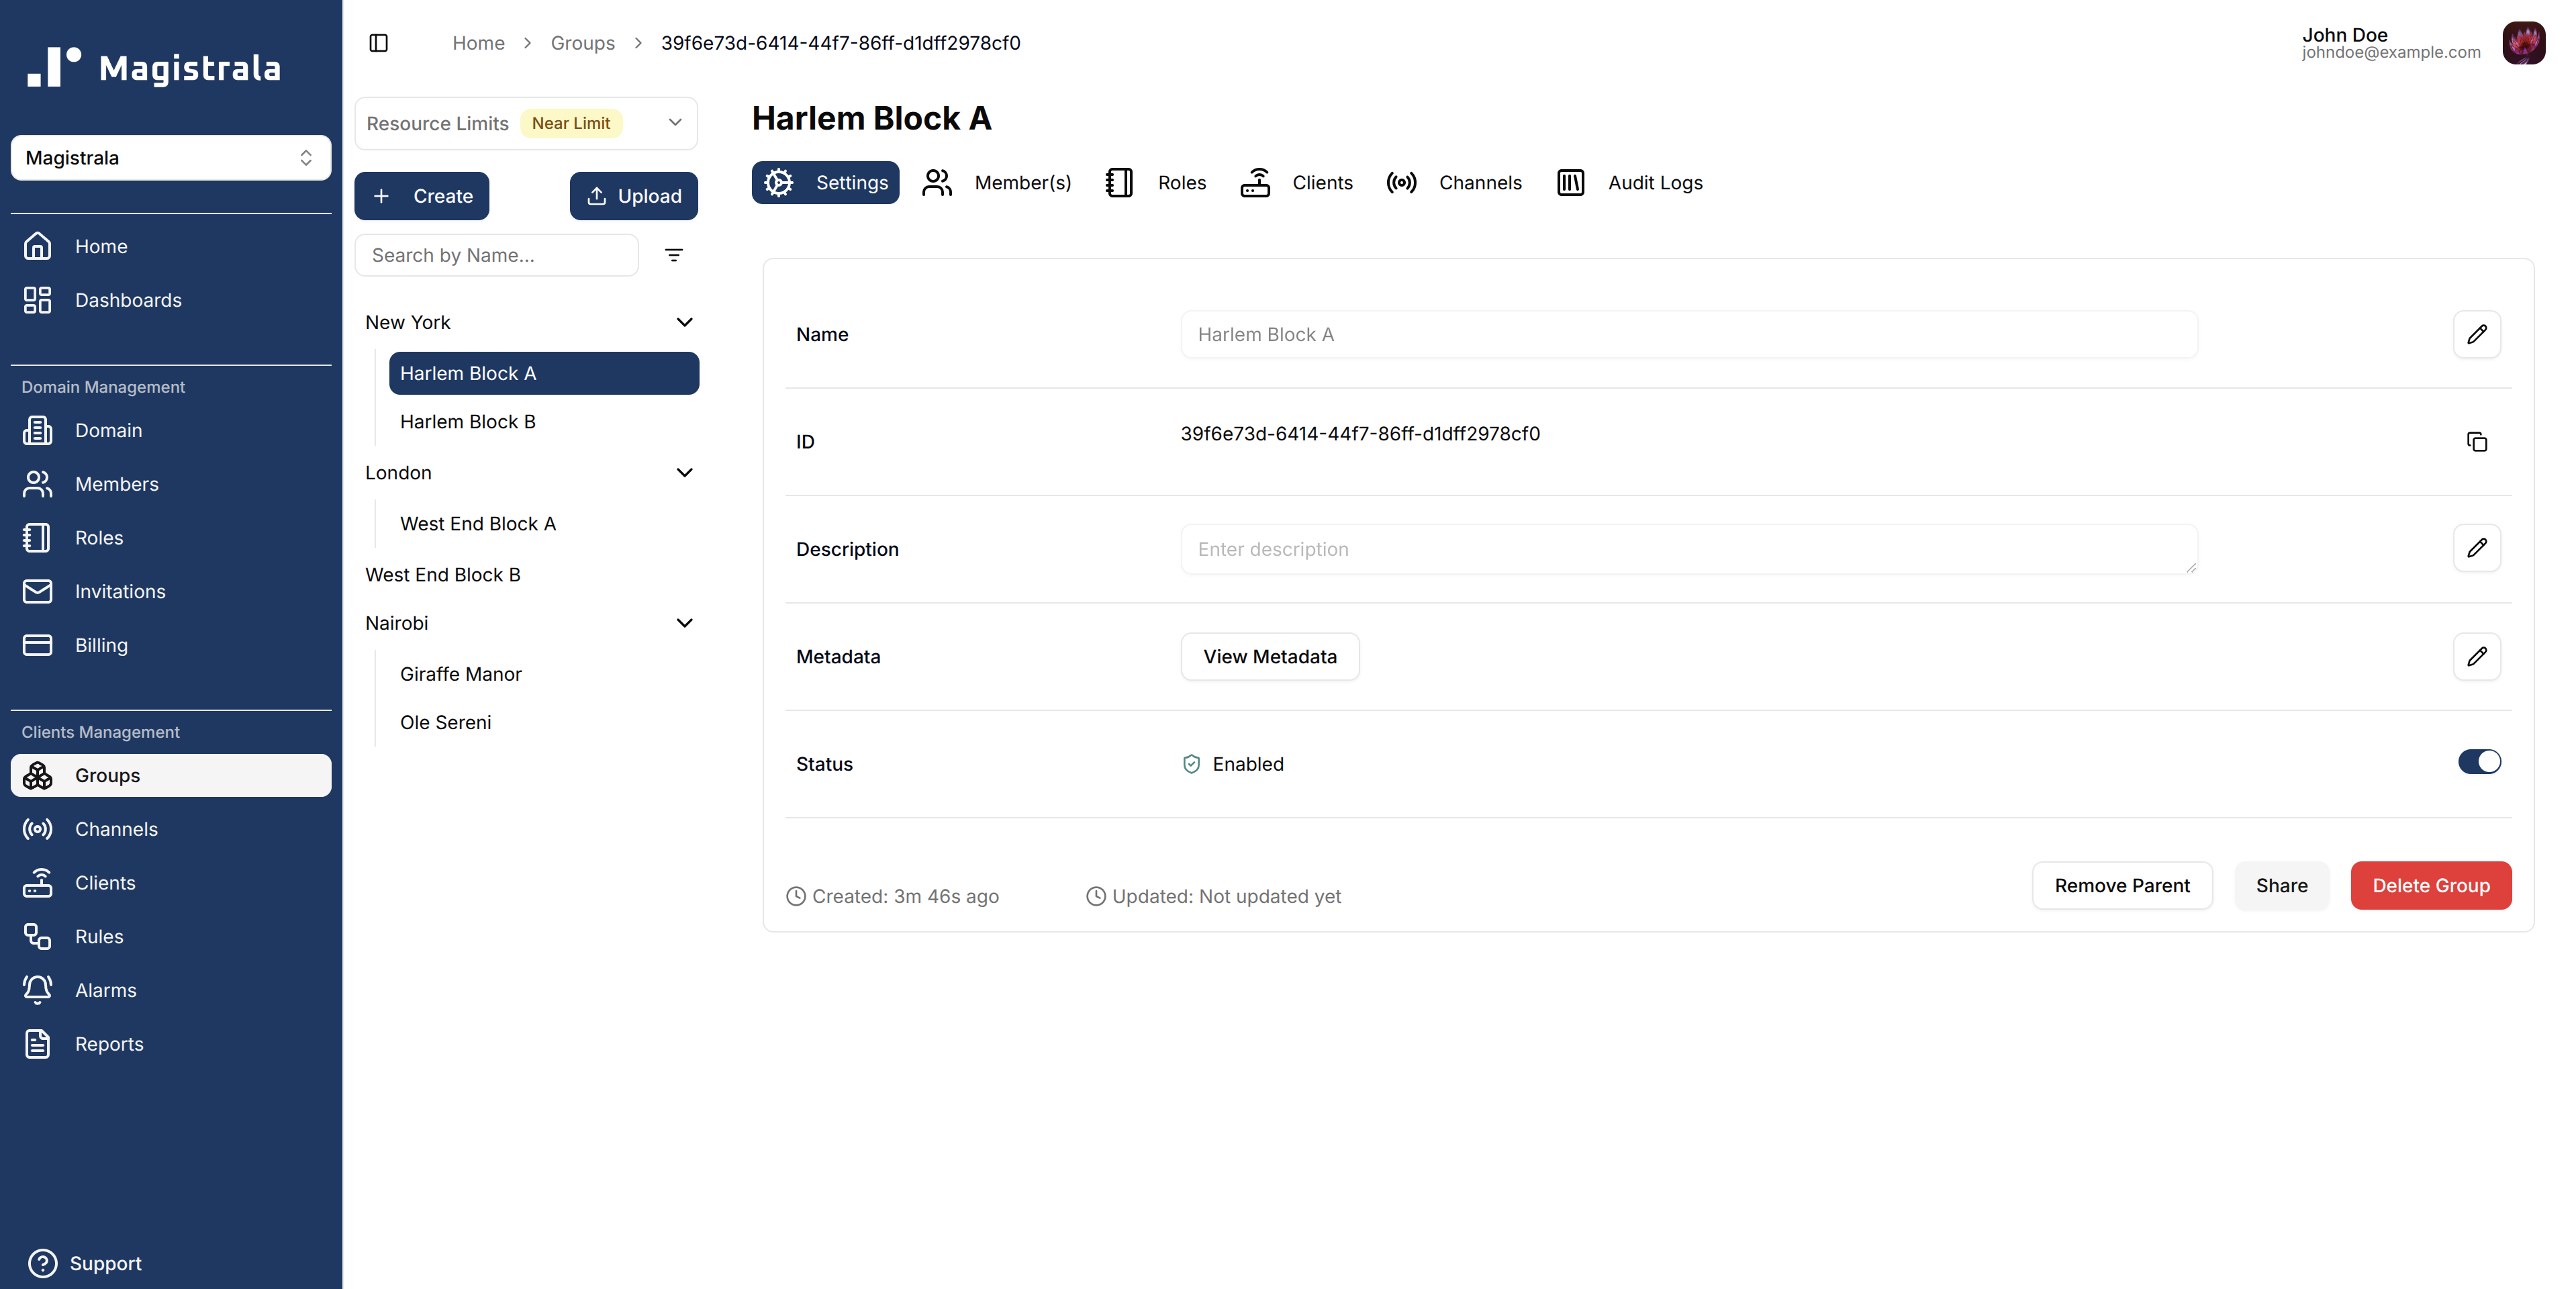 Magistrala
Magistrala
Home
Dashboards
Domain Management
Domain
Members
Roles
Invitations
Billing
Clients Management
Groups
Channels
Clients
Rules
Alarms
Reports
Support
Home > Groups > 39f6e73d-6414-44f7-86ff-d1dff2978cf0
John Doe
johndoe@example.com
Resource Limits Near Limit
Create Upload
Search by Name...
New York
Harlem Block A
Harlem Block B
London
West End Block A
West End Block B
Nairobi
Giraffe Manor
Ole Sereni
Harlem Block A
Settings Member(s) Roles Clients Channels Audit Logs
Name Harlem Block A
ID 39f6e73d-6414-44f7-86ff-d1dff2978cf0
Description Enter description
Metadata View Metadata
Status Enabled
Created: 3m 46s ago Updated: Not updated yet
Remove Parent Share Delete Group